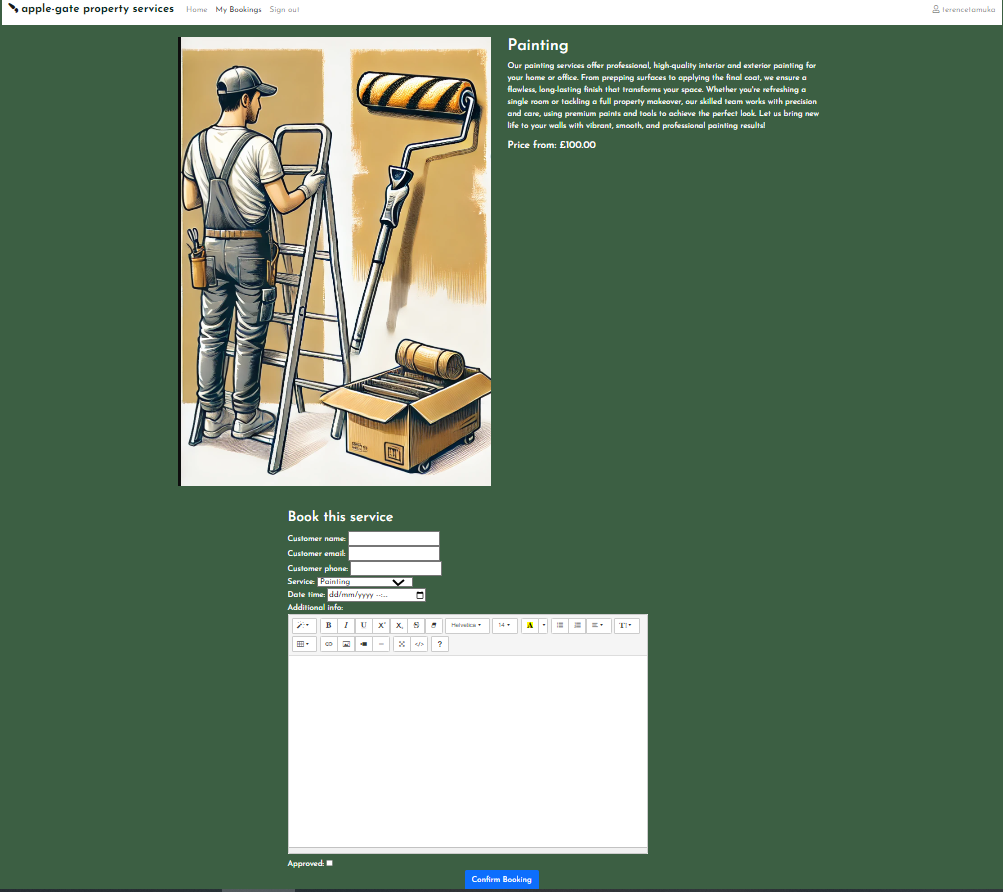 apple-gate property services Home My Bookings Sign out terencetamuka
Painting
Our painting services offer professional, high-quality interior and exterior painting for
your home or office. From prepping surfaces to applying the final coat, we ensure a
flawless, long-lasting finish that transforms your space. Whether you're refreshing a
single room or tackling a full property makeover, our skilled team works with precision
and care, using premium paints and tools to achieve the perfect look. Let us bring new
life to your walls with vibrant, smooth, and professional painting results!
Price from: £100.00
Book this service
Customer name:
Customer email:
Customer phone:
Service: Painting
Date time: dd/mm/yyyy --:--
Additional info:
B I U X X S Helvetica 14 A T
</> ?
Approved:
Confirm Booking